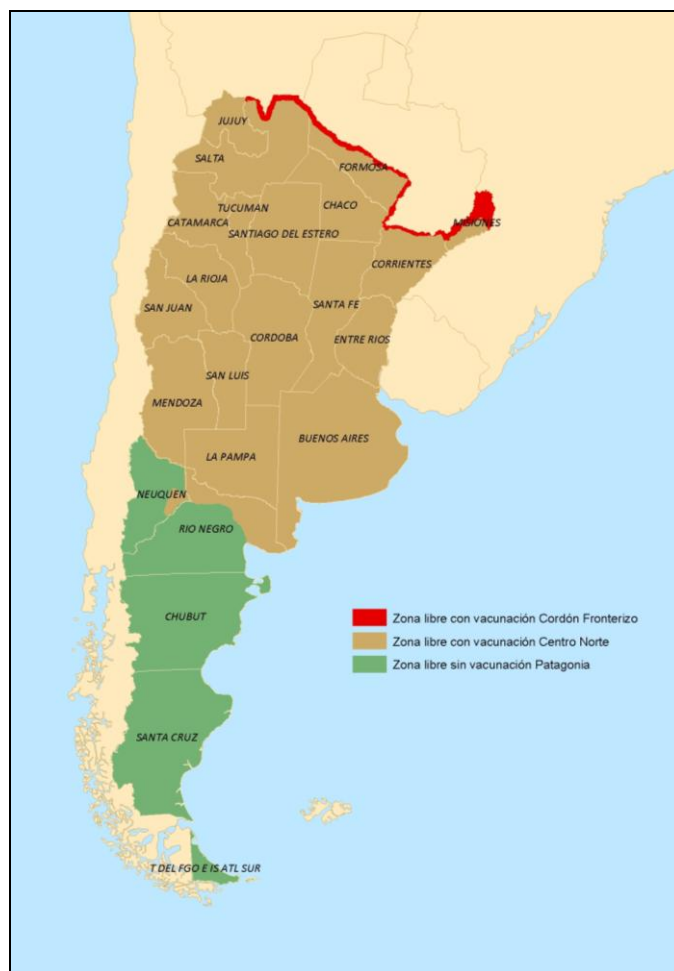 JUJUY
SALTA
FORMOSA
CHACO
TUCUMAN
CATAMARCA
SANTIAGO DEL ESTERO
MISIONES
CORRIENTES
LA RIOJA
SAN JUAN
SANTA FE
CORDOBA
ENTRE RIOS
SAN LUIS
MENDOZA
BUENOS AIRES
LA PAMPA
NEUQUEN
RIO NEGRO
CHUBUT
Zona libre con vacunación Cordón Fronterizo
Zona libre con vacunación Centro Norte
Zona libre sin vacunación Patagonia
SANTA CRUZ
T DEL FGO E IS ATL SUR